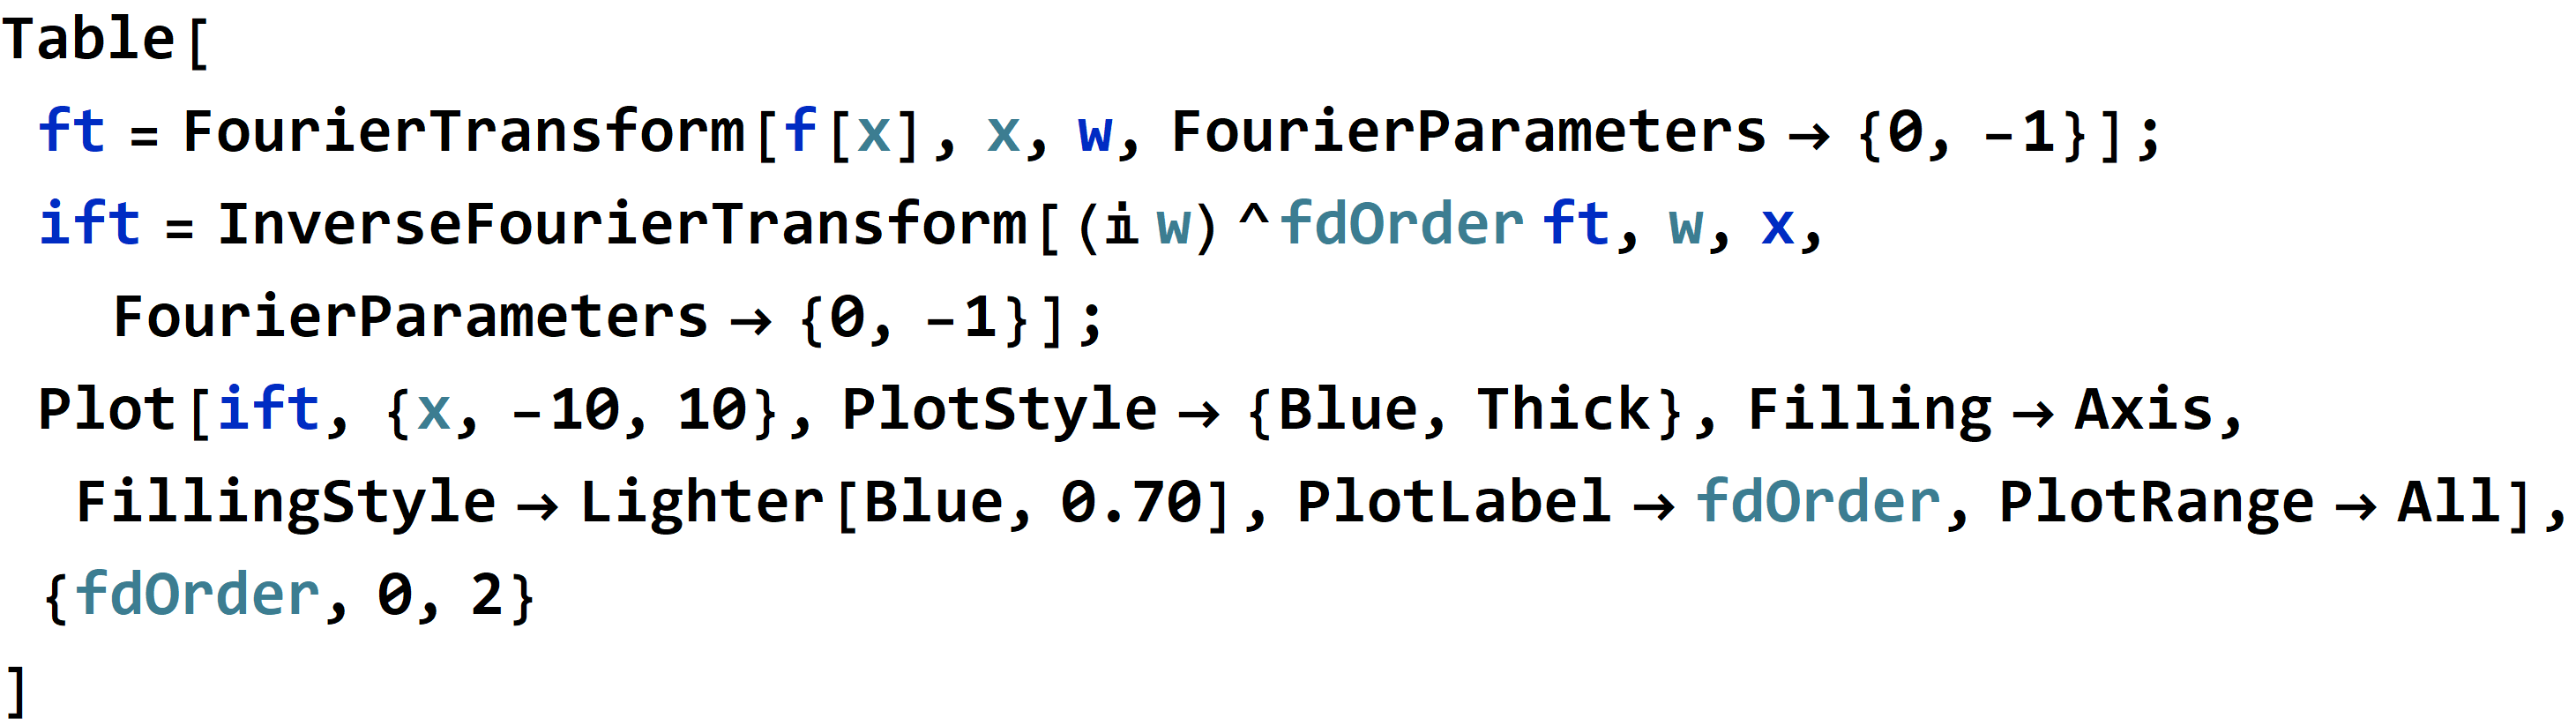 Table[
ft = FourierTransform[f[x], x, w, FourierParameters → {0, -1}];
ift = InverseFourierTransform[(ⅈ w)^fdOrder ft, w, x,
FourierParameters → {0, -1}];
Plot[ift, {x, -10, 10}, PlotStyle → {Blue, Thick}, Filling → Axis,
FillingStyle → Lighter[Blue, 0.70], PlotLabel → fdOrder, PlotRange → All],
{fdOrder, 0, 2}
]